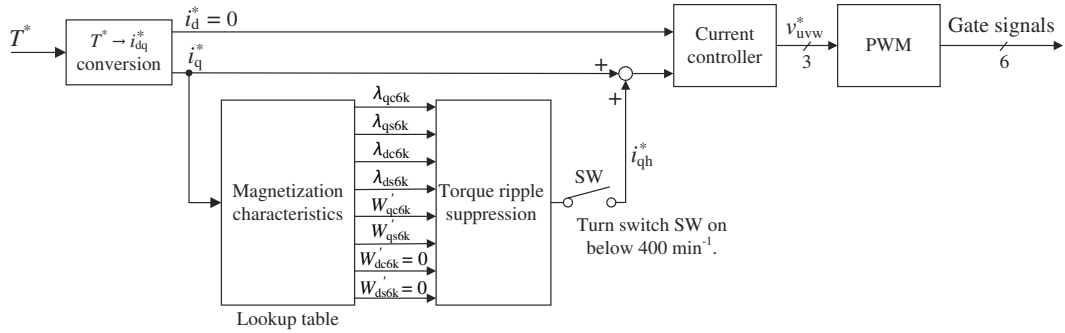 T*
T* → i*dq
conversion
i*d = 0
i*q
Current
controller
v*uvw
3
PWM
Gate signals
6
+
+
i*qh
Magnetization
characteristics
Lookup table
λqc6k
λqs6k
λdc6k
λds6k
W'qc6k
W'qs6k
W'dc6k = 0
W'ds6k = 0
Torque ripple
suppression
SW
Turn switch SW on
below 400 min-1.